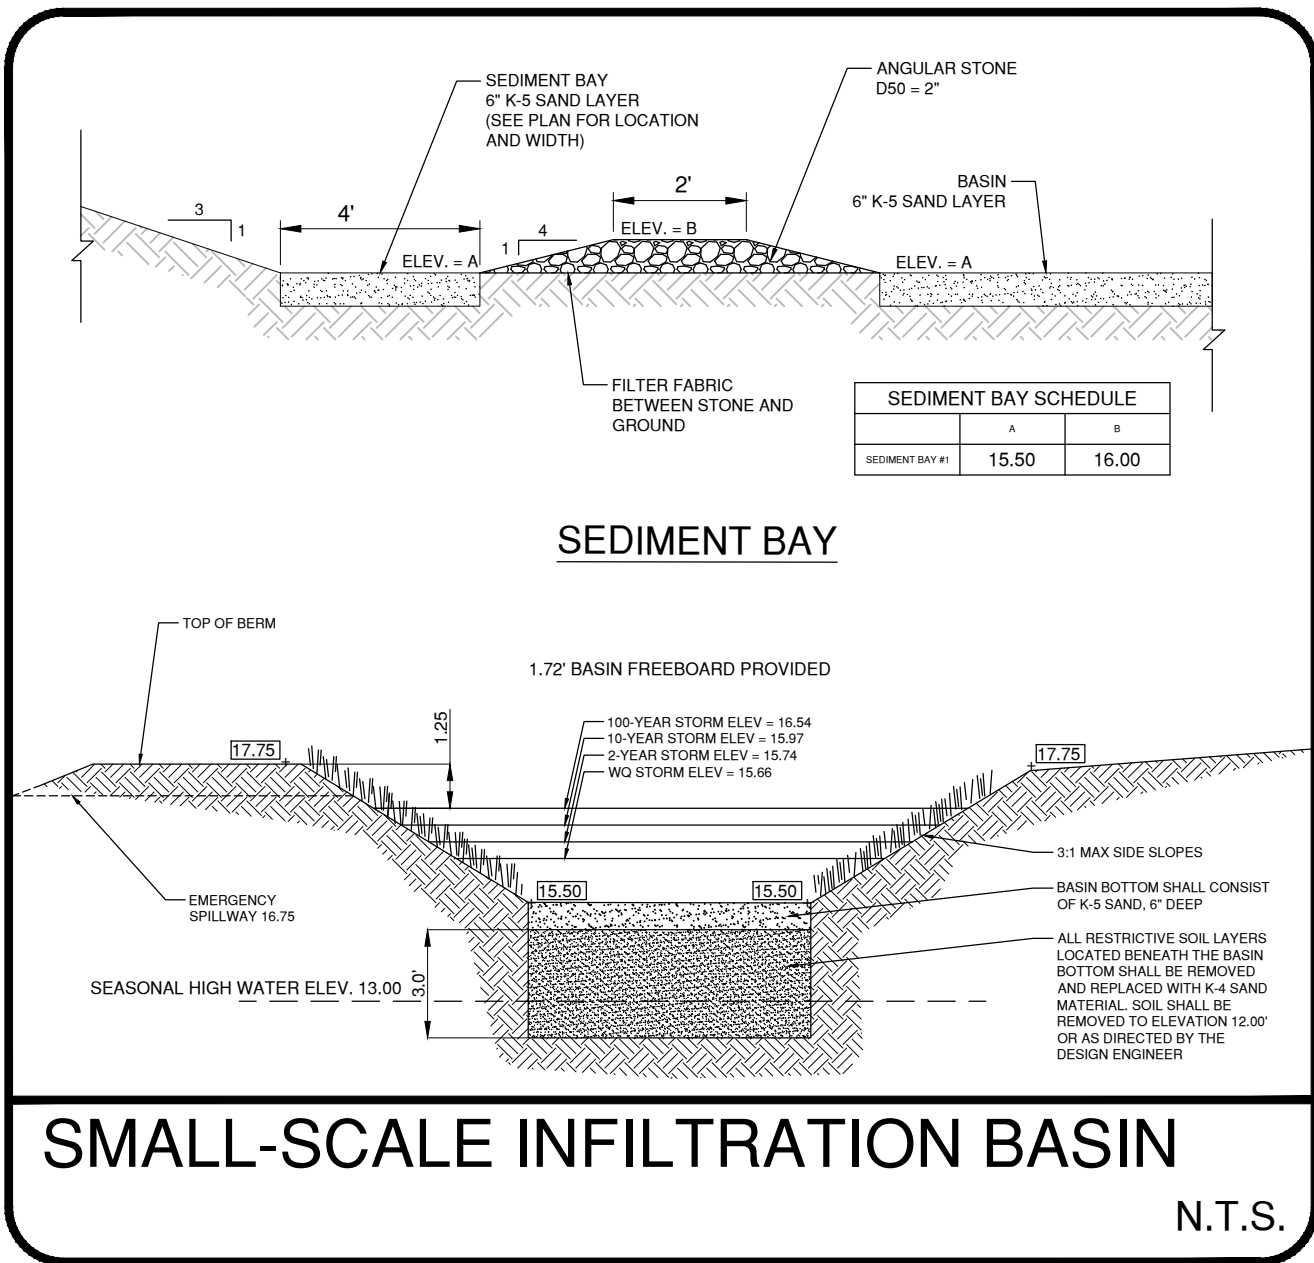 SEDIMENT BAY
6" K-5 SAND LAYER
(SEE PLAN FOR LOCATION
AND WIDTH)
ANGULAR STONE
D50 = 2"
BASIN
6" K-5 SAND LAYER
3
1
4'
ELEV. = A
1
4
2'
ELEV. = B
ELEV. = A
FILTER FABRIC
BETWEEN STONE AND
GROUND
SEDIMENT BAY SCHEDULE
A B
SEDIMENT BAY #1 15.50 16.00
SEDIMENT BAY
TOP OF BERM
1.72' BASIN FREEBOARD PROVIDED
1.25
100-YEAR STORM ELEV = 16.54
10-YEAR STORM ELEV = 15.97
2-YEAR STORM ELEV = 15.74
WQ STORM ELEV = 15.66
17.75
17.75
EMERGENCY
SPILLWAY 16.75
15.50
15.50
3:1 MAX SIDE SLOPES
BASIN BOTTOM SHALL CONSIST
OF K-5 SAND, 6" DEEP
ALL RESTRICTIVE SOIL LAYERS
LOCATED BENEATH THE BASIN
BOTTOM SHALL BE REMOVED
AND REPLACED WITH K-4 SAND
MATERIAL. SOIL SHALL BE
REMOVED TO ELEVATION 12.00'
OR AS DIRECTED BY THE
DESIGN ENGINEER
SEASONAL HIGH WATER ELEV. 13.00
3.0'
SMALL-SCALE INFILTRATION BASIN
N.T.S.